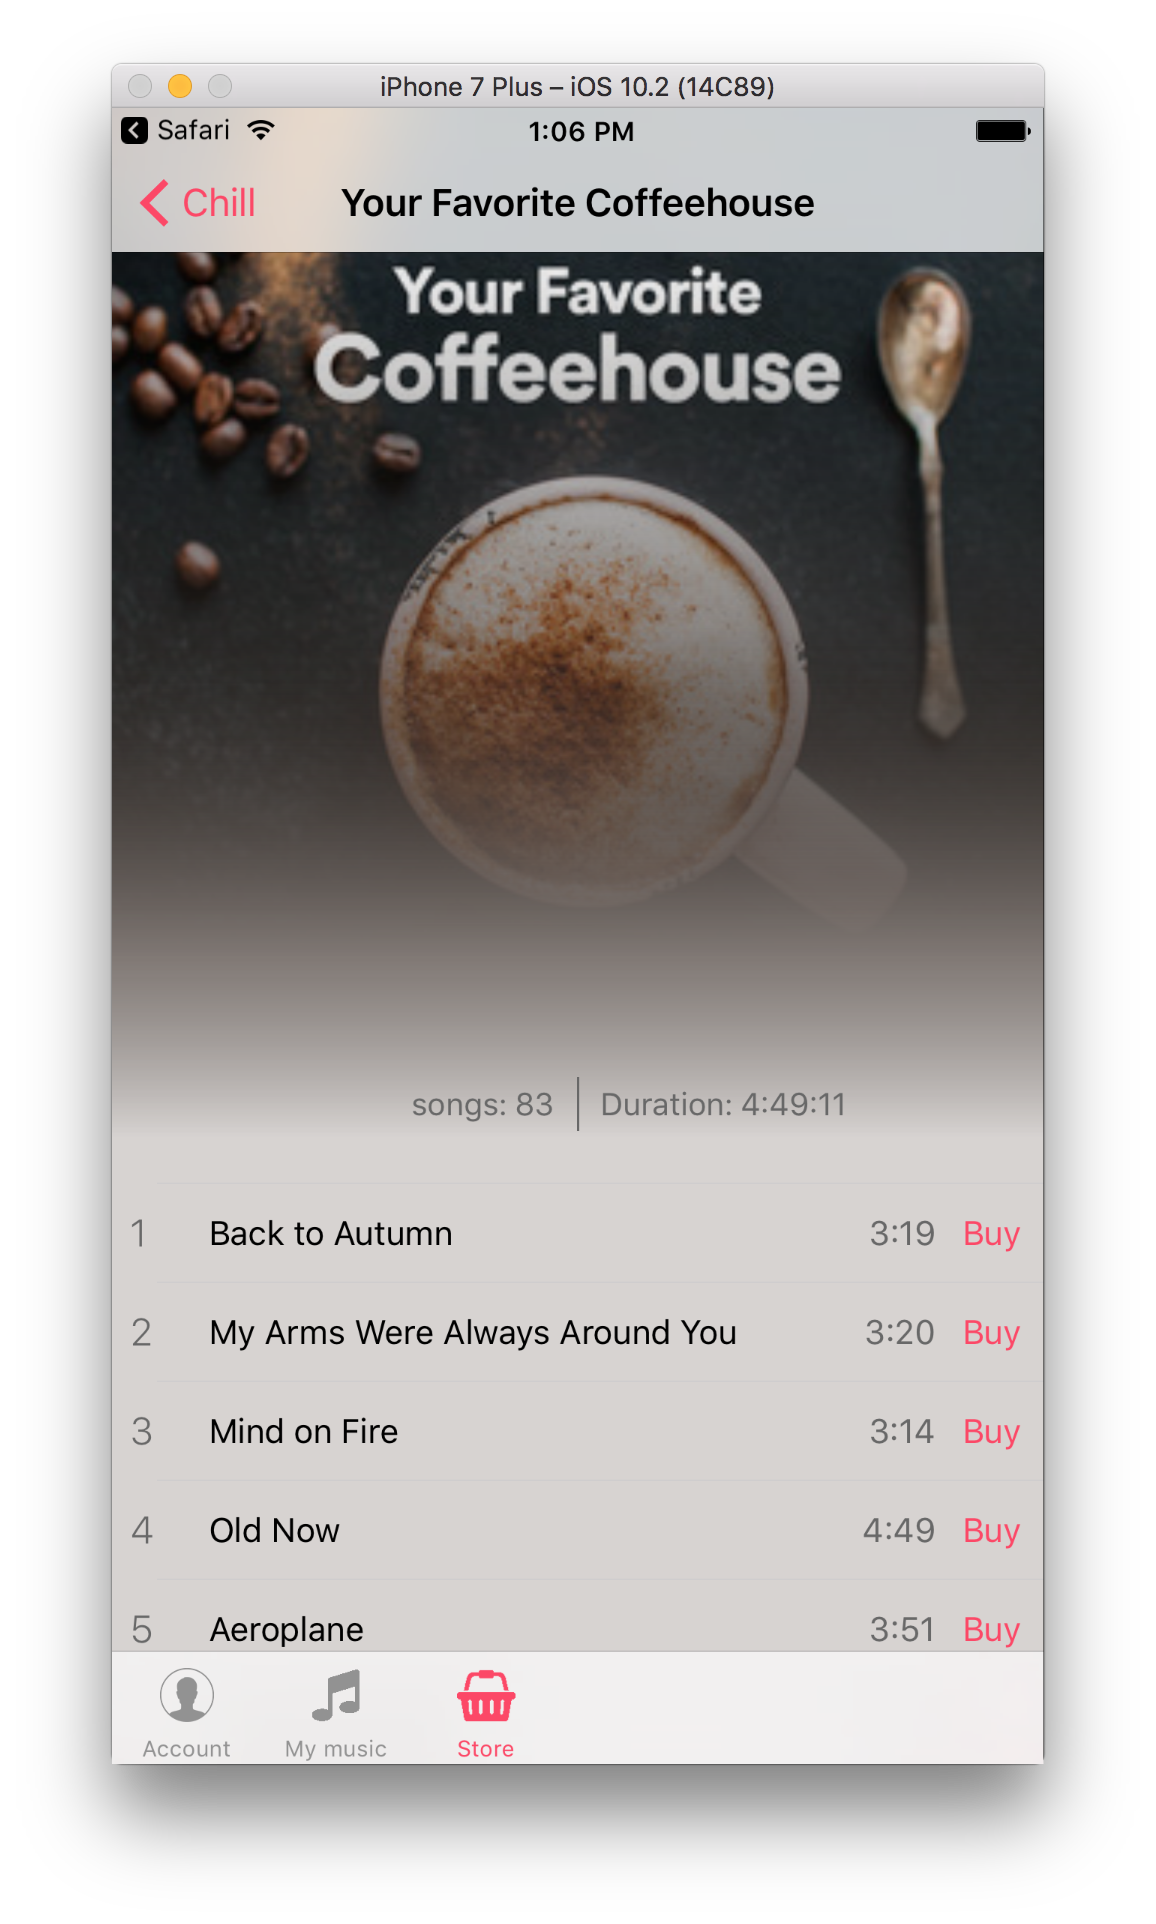 iPhone 7 Plus – iOS 10.2 (14C89)
Safari 1:06 PM
Chill Your Favorite Coffeehouse
Your Favorite
Coffeehouse
songs: 83 Duration: 4:49:11
1 Back to Autumn 3:19 Buy
2 My Arms Were Always Around You 3:20 Buy
3 Mind on Fire 3:14 Buy
4 Old Now 4:49 Buy
5 Aeroplane 3:51 Buy
Account My music Store